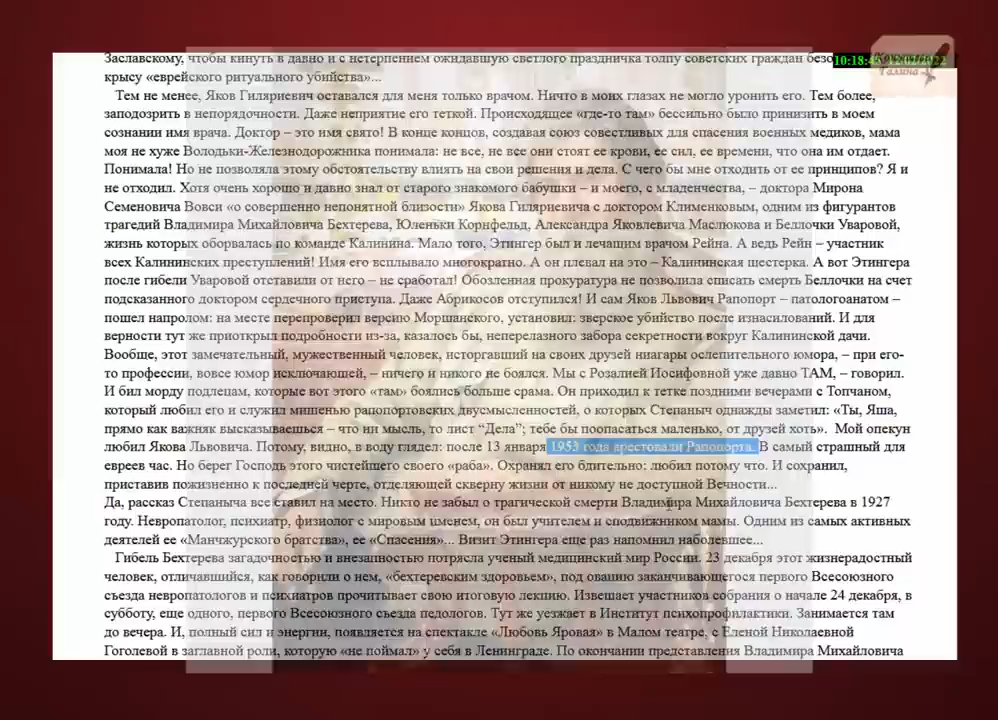 Заславскому, чтобы кинуть в давно и с нетерпением ожидавшую светлого праздничка толпу советских граждан
крысу «еврейского ритуального убийства»...
Тем не менее, Яков Гиляриевич оставался для меня только врачом. Ничто в моих глазах не могло уронить его. Тем более,
заподозрить в непорядочности. Даже неприятие его теткой. Происходящее «где-то там» бессильно было принизить в моем
сознании имя врача. Доктор – это имя свято! В конце концов, создавая союз совестливых для спасения военных медиков, мама
моя не хуже Володьки-Железнодорожника понимала: не все, не все они стоят ее крови, ее сил, ее времени, что она им отдает.
Понимала! Но не позволяла этому обстоятельству влиять на свои решения и дела. С чего бы мне отходить от ее принципов? Я и
не отходил. Хотя очень хорошо и давно знал от старого знакомого бабушки – и моего, с младенчества, – доктора Мирона
Семеновича Вовси «о совершенно непонятной близости» Якова Гиляриевича с доктором Клименковым, одним из фигурантов
трагедий Владимира Михайловича Бехтерева, Юленьки Корнфельд, Александра Яковлевича Маслюкова и Беллочки Уваровой,
жизнь которых оборвалась по команде Калинина. Мало того, Этингер был и лечащим врачом Рейна. А ведь Рейн – участник
всех Калининских преступлений! Имя его всплывало многократно. А он плевал на это – Калининская шестерка. А вот Этингера
после гибели Уваровой отставили от него – не сработал! Обозленная прокуратура не позволила списать смерть Беллочки на счет
подсказанного доктором сердечного приступа. Даже Абрикосов отступился! И сам Яков Львович Рапопорт – патологоанатом –
пошел напролом: на месте перепроверил версию Моршанского, установил: зверское убийство после изнасилований. И для
верности тут же приоткрыл подробности из-за, казалось бы, неперелазного забора секретности вокруг Калининской дачи.
Вообще, этот замечательный, мужественный человек, исторгавший на своих друзей ниагары ослепительного юмора, – при его-
то профессии, вовсе юмор исключающей, – ничего и никого не боялся. Мы с Розалией Иосифовной уже давно ТАМ, – говорил.
И бил морду подлецам, которые вот этого «там» боялись больше срама. Он приходил к тетке поздними вечерами с Топчаном,
который любил его и служил мишенью рапопортовских двусмысленностей, о которых Степаныч однажды заметил: «Ты, Яша,
прямо как важняк высказываешься – что ни мысль, то лист “Дела”; тебе бы поопасаться маленько, от друзей хоть». Мой опекун
любил Якова Львовича. Потому, видно, в воду глядел: после 13 января 1953 года арестовали Рапопорта. В самый страшный для
евреев час. Но берег Господь этого чистейшего своего «раба». Охранял его бдительно: любил потому что. И сохранил,
приставив пожизненно к последней черте, отделяющей скверну жизни от никому не доступной Вечности...
Да, рассказ Степаныча все ставил на место. Никто не забыл о трагической смерти Владимира Михайловича Бехтерева в 1927
году. Невропатолог, психиатр, физиолог с мировым именем, он был учителем и сподвижником мамы. Одним из самых активных
деятелей ее «Манчжурского братства», ее «Спасения»... Визит Этингера еще раз напомнил наболевшее...
Гибель Бехтерева загадочностью и внезапностью потрясла ученый медицинский мир России. 23 декабря этот жизнерадостный
человек, отличавшийся, как говорили о нем, «бехтеревским здоровьем», под овацию заканчивающегося первого Всесоюзного
съезда невропатологов и психиатров прочитывает свою итоговую лекцию. Извещает участников собрания о начале 24 декабря, в
субботу, еще одного, первого Всесоюзного съезда педологов. Тут же уезжает в Институт психопрофилактики. Занимается там
до вечера. И, полный сил и энергии, появляется на спектакле «Любовь Яровая» в Малом театре, с Еленой Николаевной
Гоголевой в заглавной роли, которую «не поймал» у себя в Ленинграде. По окончании представления Владимира Михайловича